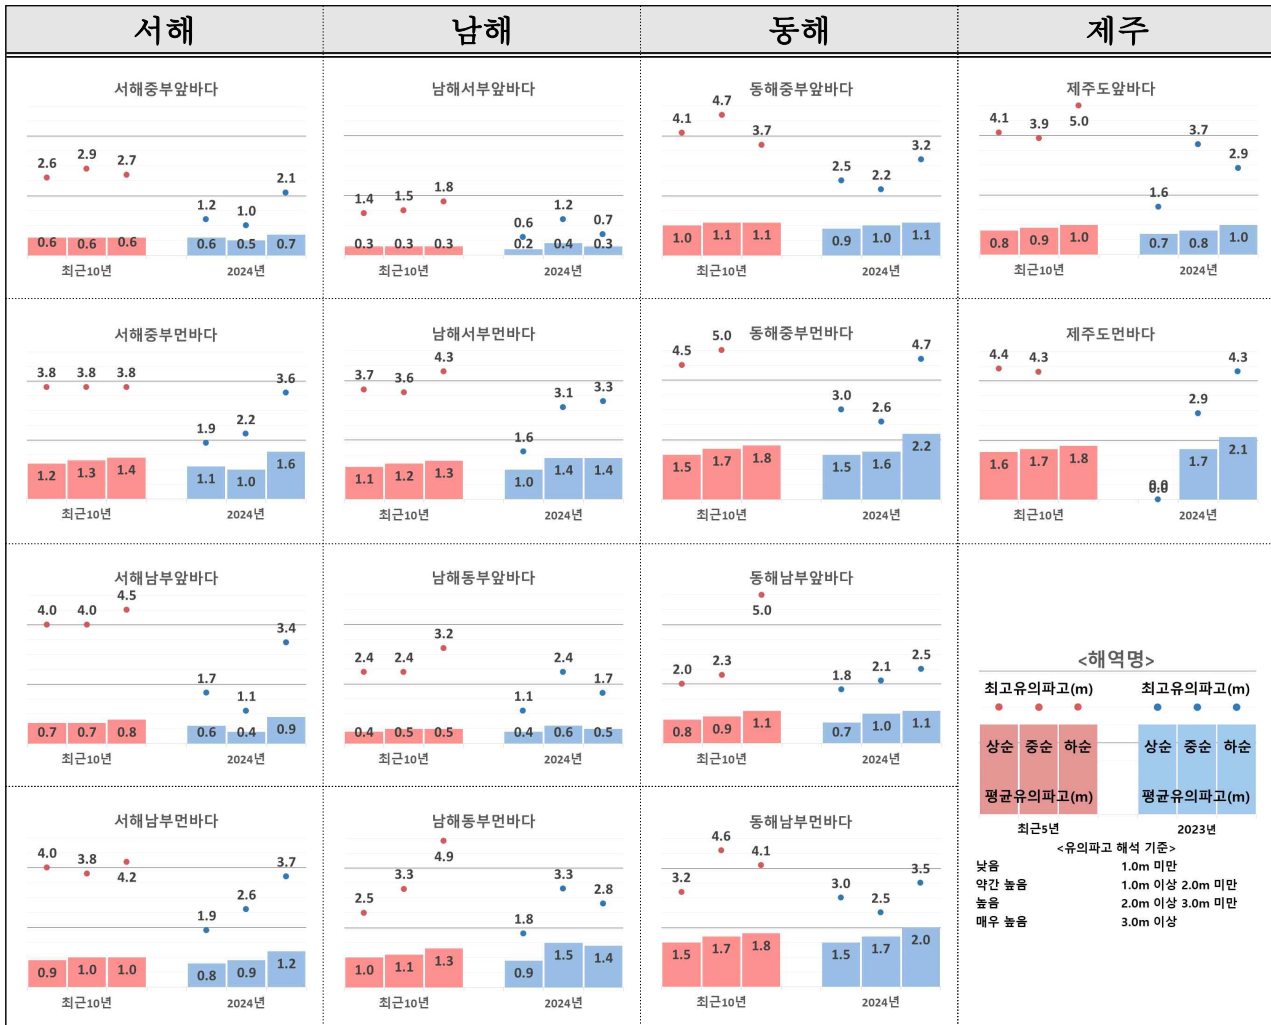 서해 남해 동해 제주
서해중부앞바다
2.6 2.9 2.7 1.2 1.0 2.1
0.6 0.6 0.6 0.6 0.5 0.7
최근10년 2024년
남해서부앞바다
1.4 1.5 1.8 0.6 1.2 0.7
0.3 0.3 0.3 0.2 0.4 0.3
최근10년 2024년
동해중부앞바다
4.1 4.7 3.7 2.5 2.2 3.2
1.0 1.1 1.1 0.9 1.0 1.1
최근10년 2024년
제주도앞바다
4.1 3.9 5.0 1.6 3.7 2.9
0.8 0.9 1.0 0.7 0.8 1.0
최근10년 2024년
서해중부먼바다
3.8 3.8 3.8 1.9 2.2 3.6
1.2 1.3 1.4 1.1 1.0 1.6
최근10년 2024년
남해서부먼바다
3.7 3.6 4.3 1.6 3.1 3.3
1.1 1.2 1.3 1.0 1.4 1.4
최근10년 2024년
동해중부먼바다
4.5 5.0 3.0 2.6 4.7
1.5 1.7 1.8 1.5 1.6 2.2
최근10년 2024년
제주도먼바다
4.4 4.3 0.0 2.9 4.3
1.6 1.7 1.8 0.0 1.7 2.1
최근10년 2024년
서해남부앞바다
4.0 4.0 4.5 1.7 1.1 3.4
0.7 0.7 0.8 0.6 0.4 0.9
최근10년 2024년
남해동부앞바다
2.4 2.4 3.2 1.1 2.4 1.7
0.4 0.5 0.5 0.4 0.6 0.5
최근10년 2024년
동해남부앞바다
2.0 2.3 5.0 1.8 2.1 2.5
0.8 0.9 1.1 0.7 1.0 1.1
최근10년 2024년
<해역명>
최고유의파고(m) 최고유의파고(m)
상순 중순 하순 상순 중순 하순
평균유의파고(m) 평균유의파고(m)
최근5년 2023년
<유의파고 해석 기준>
낮음 1.0m 미만
약간 높음 1.0m 이상 2.0m 미만
높음 2.0m 이상 3.0m 미만
매우 높음 3.0m 이상
서해남부먼바다
4.0 3.8 4.2 1.9 2.6 3.7
0.9 1.0 1.0 0.8 0.9 1.2
최근10년 2024년
남해동부먼바다
2.5 3.3 4.9 1.8 3.3 2.8
1.0 1.1 1.3 0.9 1.5 1.4
최근10년 2024년
동해남부먼바다
3.2 4.6 4.1 3.0 2.5 3.5
1.5 1.7 1.8 1.5 1.7 2.0
최근10년 2024년